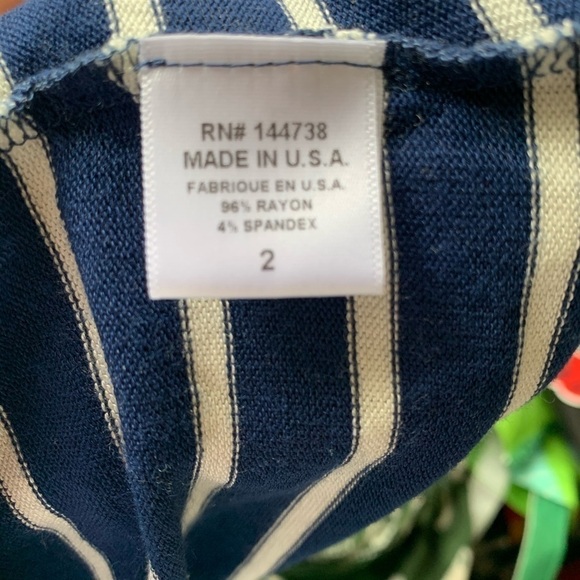 RN# 144738
MADE IN U.S.A.
FABRIQUE EN U.S.A.
96% RAYON
4% SPANDEX
2